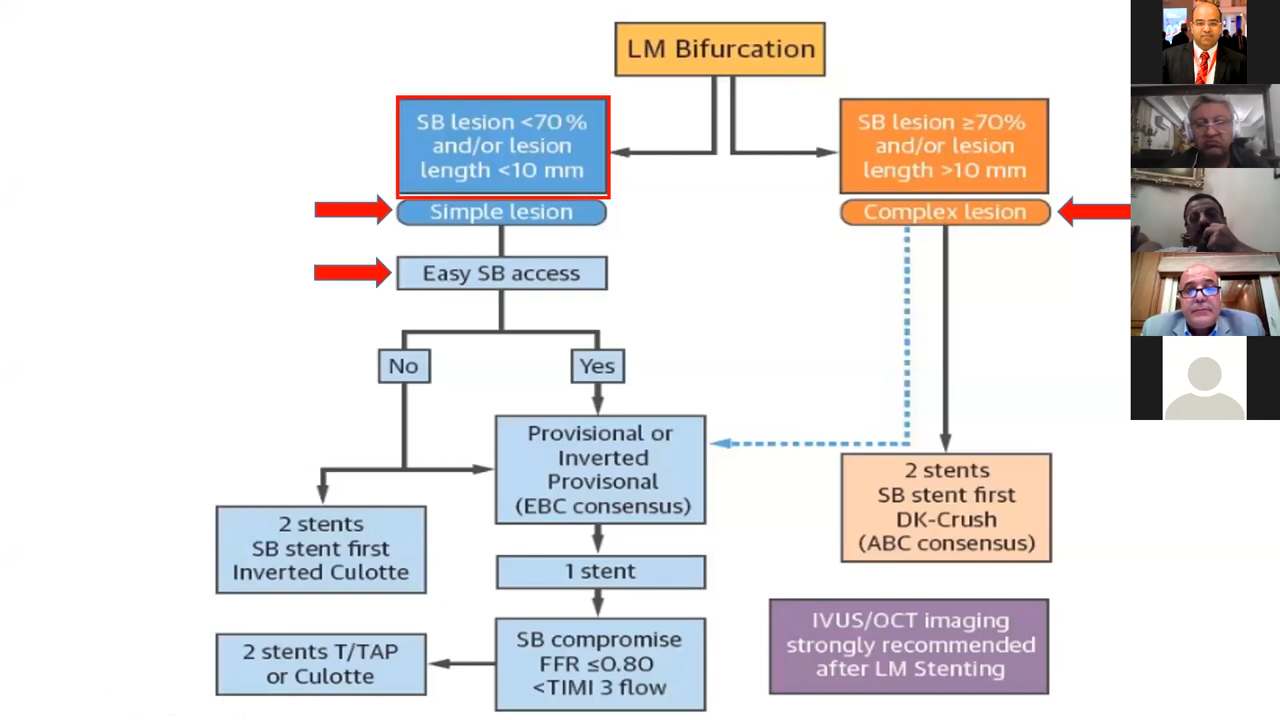 LM Bifurcation
SB lesion <70%
and/or lesion
length <10 mm
Simple lesion
SB lesion ≥70%
and/or lesion
length >10 mm
Complex lesion
Easy SB access
No
Yes
Provisional or
Inverted
Provisonal
(EBC consensus)
2 stents
SB stent first
DK-Crush
(ABC consensus)
2 stents
SB stent first
Inverted Culotte
1 stent
SB compromise
FFR ≤0.80
<TIMI 3 flow
2 stents T/TAP
or Culotte
IVUS/OCT imaging
strongly recommended
after LM Stenting